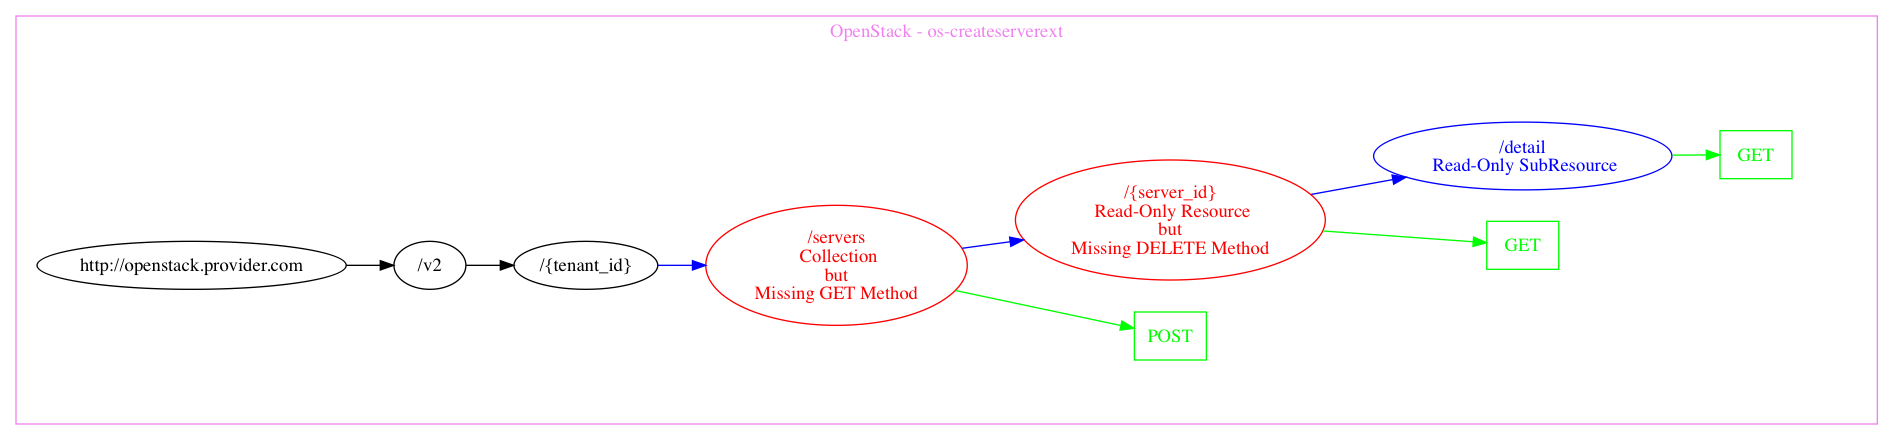 OpenStack - os-createserverext
http://openstack.provider.com
/v2
/{tenant_id}
/servers
Collection
but
Missing GET Method
/{server_id}
Read-Only Resource
but
Missing DELETE Method
/detail
Read-Only SubResource
GET
GET
POST